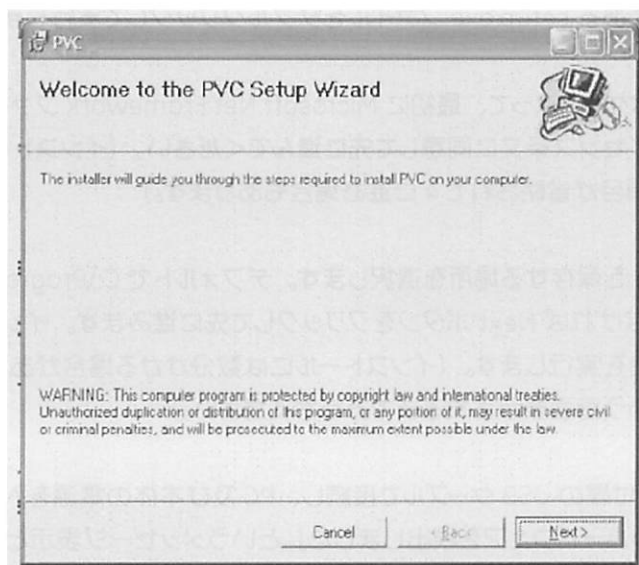 PVC
Welcome to the PVC Setup Wizard
The installer will guide you through the steps required to install PVC on your computer.
WARNING: This computer program is protected by copyright law and international treaties.
Unauthorized duplication or distribution of this program, or any portion of it, may result in severe civil
or criminal penalties, and will be prosecuted to the maximum extent possible under the law.
Cancel
< Back
Next >